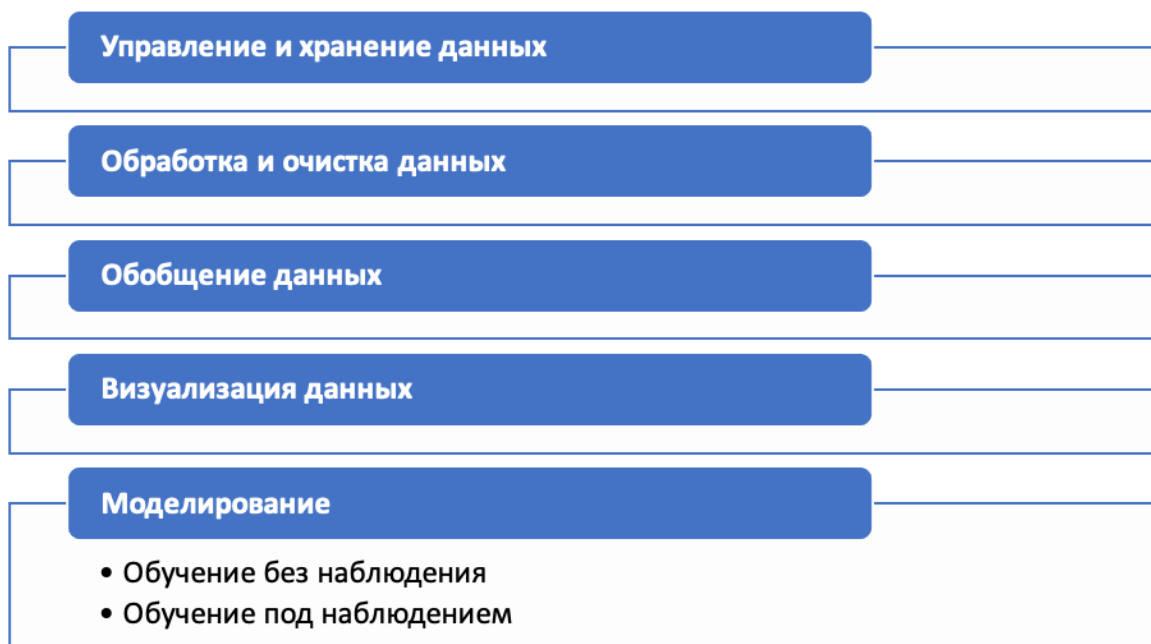 Управление и хранение данных
Обработка и очистка данных
Обобщение данных
Визуализация данных
Моделирование
• Обучение без наблюдения
• Обучение под наблюдением